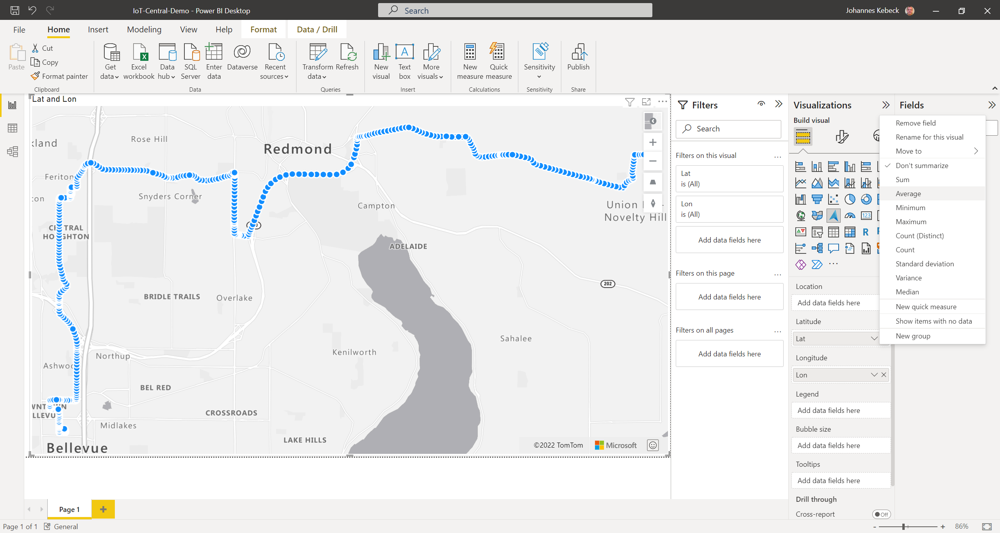 IoT-Central-Demo - Power BI Desktop
Search
Johannes Kebeck
File
Home
Insert
Modeling
View
Help
Format
Data / Drill
Paste
Cut
Copy
Format painter
Clipboard
Get
data
Excel
workbook
Data
hub
SQL
Server
Enter
data
Dataverse
Recent
sources
Data
Transform
data
Refresh
Queries
New
visual
Text
box
More
visuals
Insert
New
measure
Quick
measure
Calculations
Sensitivity
Sensitivity
Publish
Share
Lat and Lon
kland
Rose Hill
Redmond
Feriton
Snyders Corner
ton
Campton
Union
Novelty Hill
CENTRAL
HOUGHTON
ADELAIDE
202
BRIDLE TRAILS
Overlake
Sahalee
Kenilworth
Northup
Ashwoo
BEL RED
WNTOWN
LLEVU
CROSSROADS
Midlakes
LAKE HILLS
Bellevue
©2022 TomTom
Microsoft
Filters
Search
Filters on this visual
...
Lat
is (All)
Lon
is (All)
Add data fields here
Filters on this page
...
Add data fields here
Filters on all pages
...
Add data fields here
Visualizations
Build visual
123
R
...
Location
Add data fields here
Latitude
Lat
Longitude
Lon
Legend
Add data fields here
Bubble size
Add data fields here
Tooltips
Add data fields here
Drill through
Cross-report
Off
Fields
Remove field
Rename for this visual
Move to
Don't summarize
Sum
Average
Minimum
Maximum
Count (Distinct)
Count
Standard deviation
Variance
Median
New quick measure
Show items with no data
New group
Page 1
Page 1 of 1
General
- + 86%